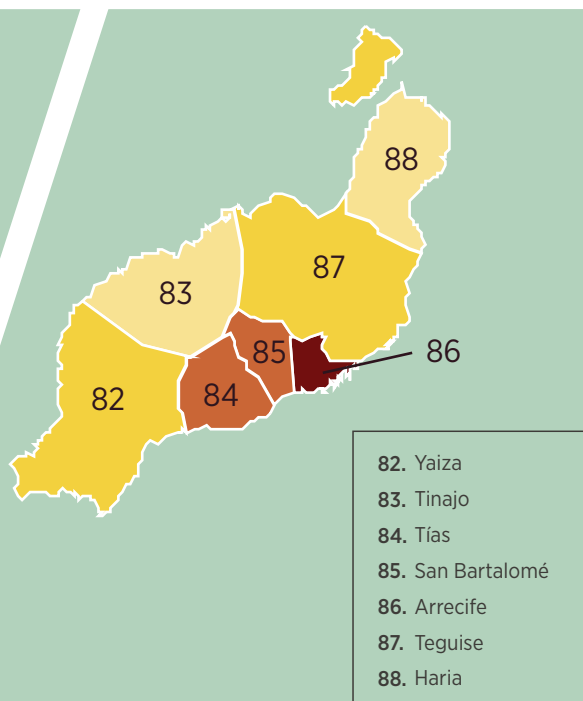 88
87
83
86
85
84
82
82. Yaiza
83. Tinajo
84. Tías
85. San Bartalomé
86. Arrecife
87. Teguise
88. Haria